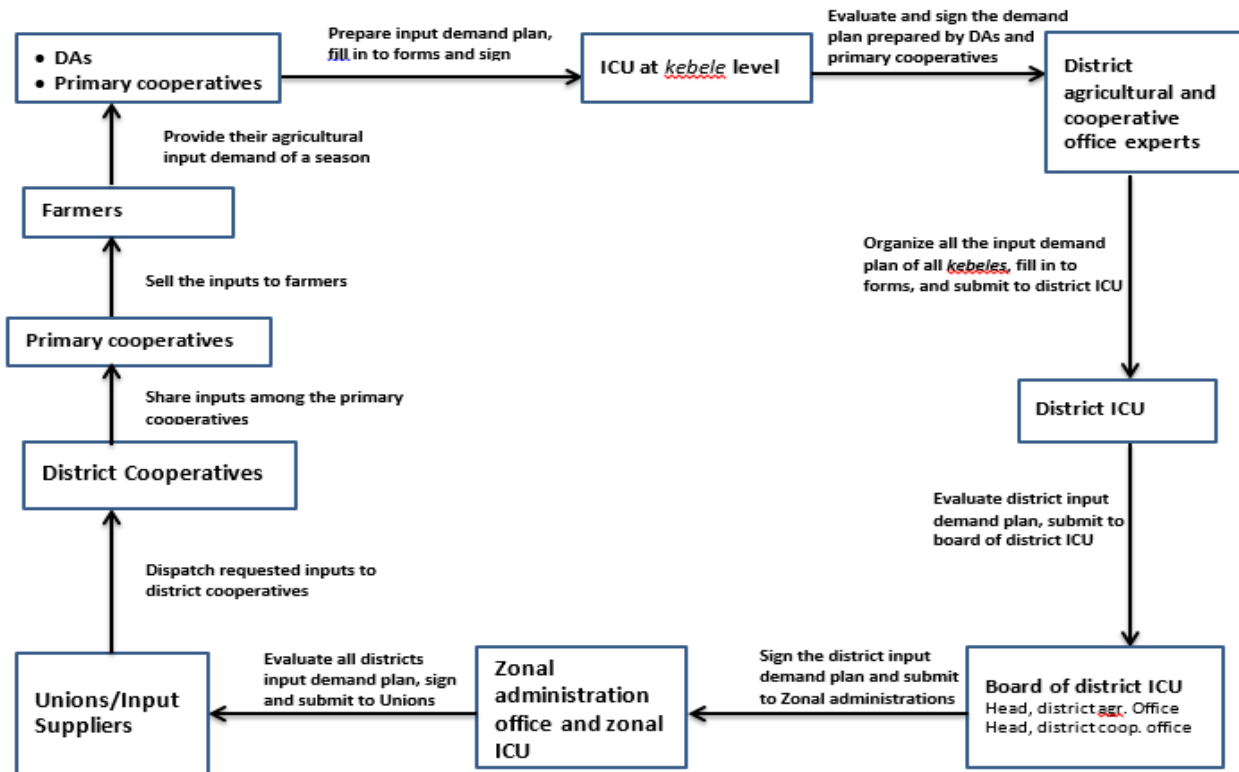 • DAs
• Primary cooperatives
Prepare input demand plan,
fill in to forms and sign
ICU at kebele level
Evaluate and sign the demand
plan prepared by DAs and
primary cooperatives
District
agricultural and
cooperative
office experts
Organize all the input demand
plan of all kebeles, fill in to
forms, and submit to district ICU
District ICU
Evaluate district input
demand plan, submit to
board of district ICU
Board of district ICU
Head, district agr. Office
Head, district coop. office
Sign the district input
demand plan and submit
to Zonal administrations
Zonal
administration
office and zonal
ICU
Evaluate all districts
input demand plan, sign
and submit to Unions
Unions/Input
Suppliers
Dispatch requested inputs to
district cooperatives
District Cooperatives
Share inputs among the primary
cooperatives
Primary cooperatives
Sell the inputs to farmers
Farmers
Provide their agricultural
input demand of a season